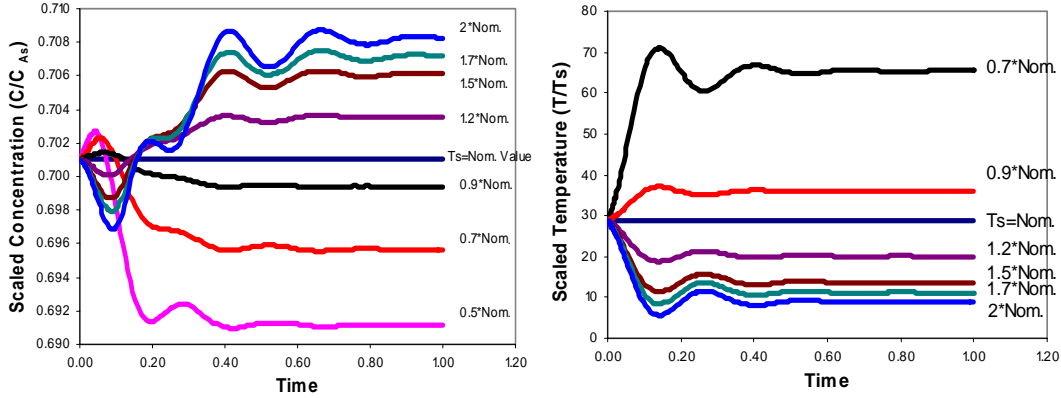 0.710
0.708
0.706
0.704
0.702
0.700
0.698
0.696
0.694
0.692
0.690
Scaled Concentration (C/C As)
2*Nom.
1.7*Nom.
1.5*Nom.
1.2*Nom.
Ts=Nom. Value
0.9*Nom.
0.7*Nom.
0.5*Nom.
0.00 0.20 0.40 0.60 0.80 1.00 1.20
Time
80
70
60
50
40
30
20
10
0
Scaled Temperature (T/Ts)
0.7*Nom.
0.9*Nom.
Ts=Nom.
1.2*Nom.
1.5*Nom.
1.7*Nom.
2*Nom.
0.00 0.20 0.40 0.60 0.80 1.00 1.20
Time